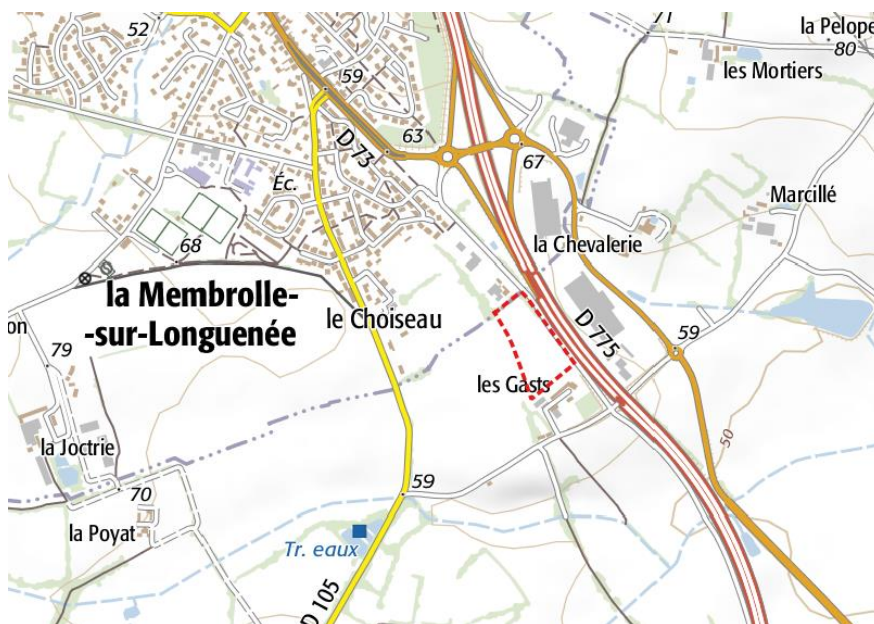 52
71
la Pelope
80
les Mortiers
59
63
D 73
67
Éc.
Marcillé
la Chevalerie
68
la Membrolle-
-sur-Longuenée
le Choiseau
D 775
59
on
79
les Gasts
la Joctrie
50
70
59
la Poyat
Tr. eaux
D 105